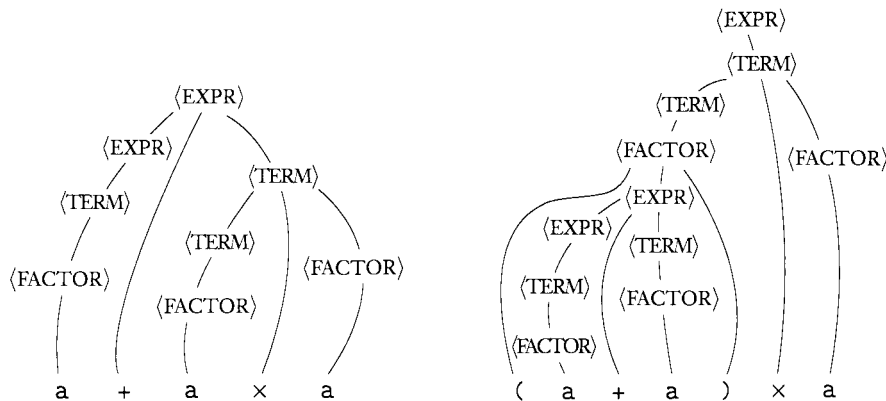 ⟨EXPR⟩
⟨EXPR⟩
⟨TERM⟩
⟨TERM⟩
⟨TERM⟩
⟨FACTOR⟩
⟨FACTOR⟩
⟨FACTOR⟩
a + a × a
⟨EXPR⟩
⟨TERM⟩
⟨TERM⟩
⟨FACTOR⟩
⟨FACTOR⟩
⟨EXPR⟩
⟨EXPR⟩
⟨TERM⟩
⟨TERM⟩
⟨FACTOR⟩
⟨FACTOR⟩
( a + a ) × a